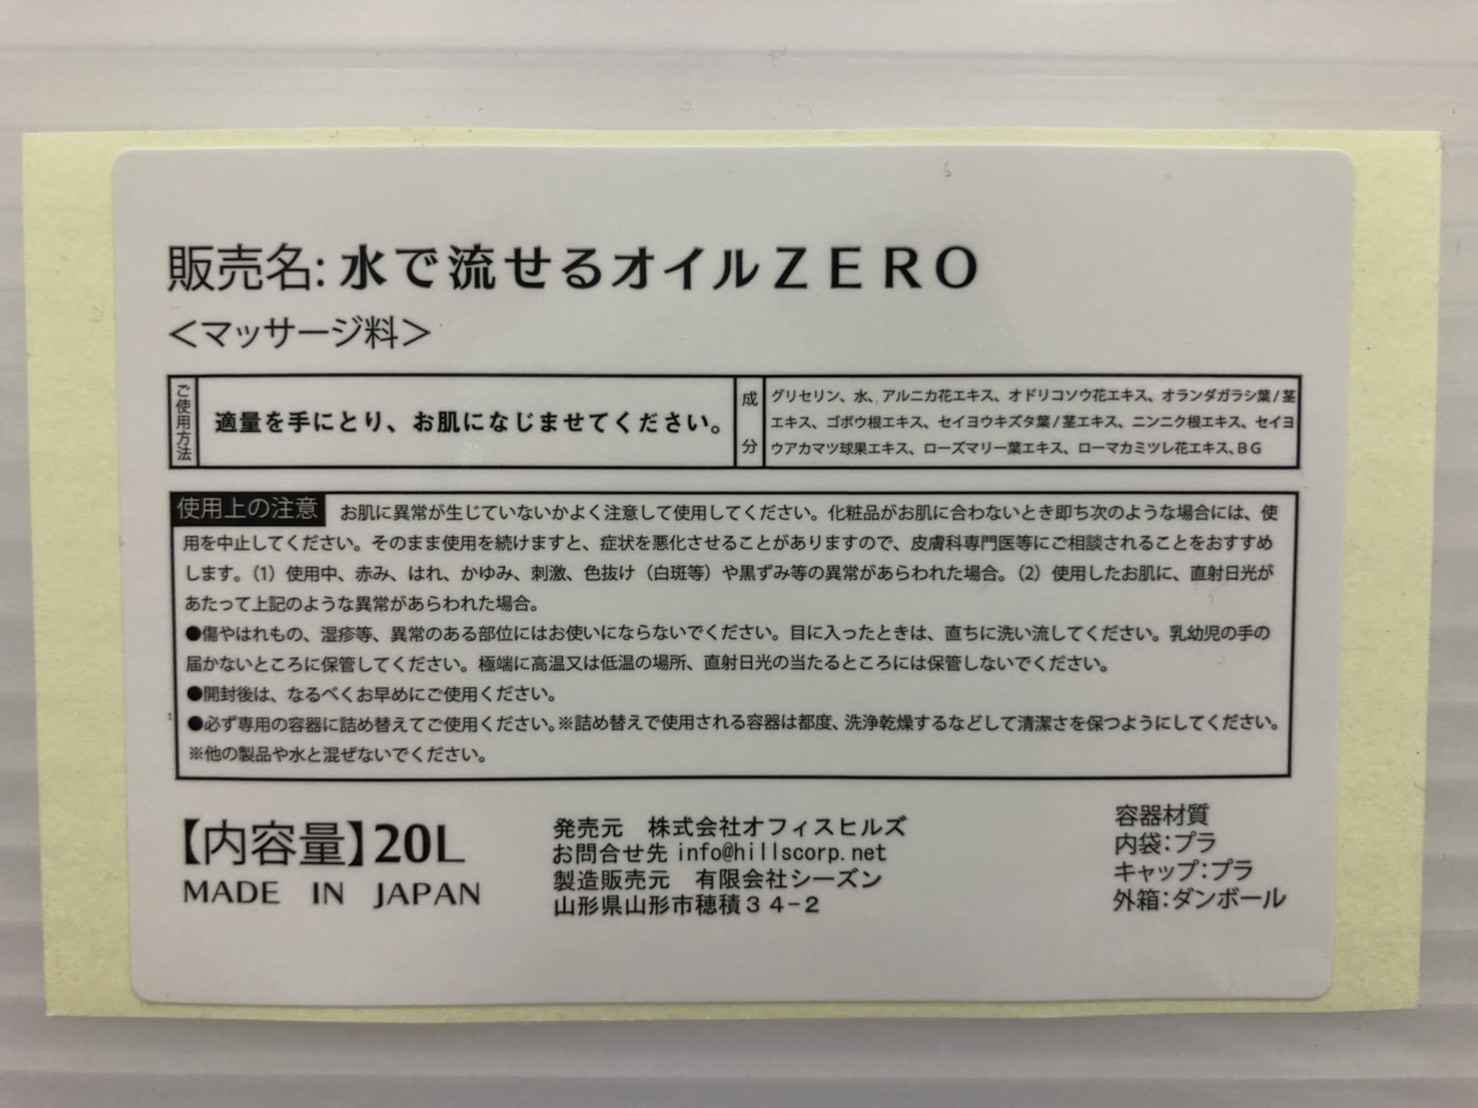 販売名:水で流せるオイルZERO
＜マッサージ料＞
ご使用方法
適量を手にとり、お肌になじませてください。
成分
グリセリン、水、アルニカ花エキス、オドリコソウ花エキス、オランダガラシ葉/茎
エキス、ゴボウ根エキス、セイヨウキズタ葉/茎エキス、ニンニク根エキス、セイヨ
ウアカマツ球果エキス、ローズマリー葉エキス、ローマカミツレ花エキス、BG
使用上の注意 お肌に異常が生じていないかよく注意して使用してください。化粧品がお肌に合わないとき即ち次のような場合には、使
用を中止してください。そのまま使用を続けますと、症状を悪化させることがありますので、皮膚科専門医等にご相談されることをおすすめ
します。（1）使用中、赤み、はれ、かゆみ、刺激、色抜け（白斑等）や黒ずみ等の異常があらわれた場合。（2）使用したお肌に、直射日光が
あたって上記のような異常があらわれた場合。
●傷やはれもの、湿疹等、異常のある部位にはお使いにならないでください。目に入ったときは、直ちに洗い流してください。乳幼児の手の
届かないところに保管してください。極端に高温又は低温の場所、直射日光の当たるところには保管しないでください。
●開封後は、なるべくお早めにご使用ください。
●必ず専用の容器に詰め替えてご使用ください。※詰め替えで使用される容器は都度、洗浄乾燥するなどして清潔さを保つようにしてください。
※他の製品や水と混ぜないでください。
【内容量】20L
MADE IN JAPAN
発売元 株式会社オフィスヒルズ
お問合せ先 info@hillscorp.net
製造販売元 有限会社シーズン
山形県山形市穂積３４−２
容器材質
内袋：プラ
キャップ：プラ
外箱：ダンボール